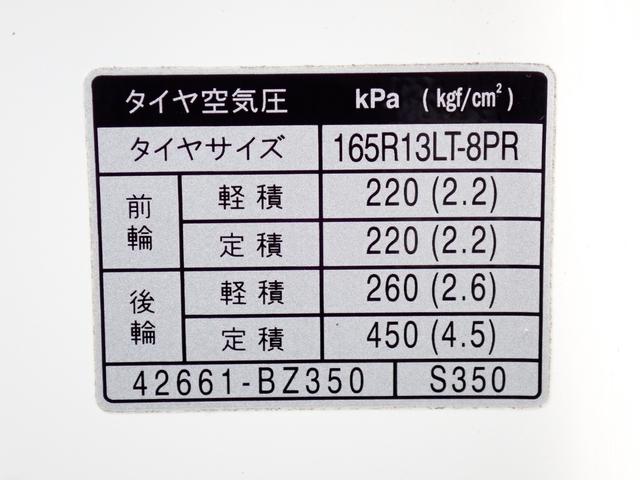 タイヤ空気圧 kPa (kgf/cm²)
タイヤサイズ 165R13LT-8PR
前輪 軽積 220 (2.2)
定積 220 (2.2)
後輪 軽積 260 (2.6)
定積 450 (4.5)
42661-BZ350 S350